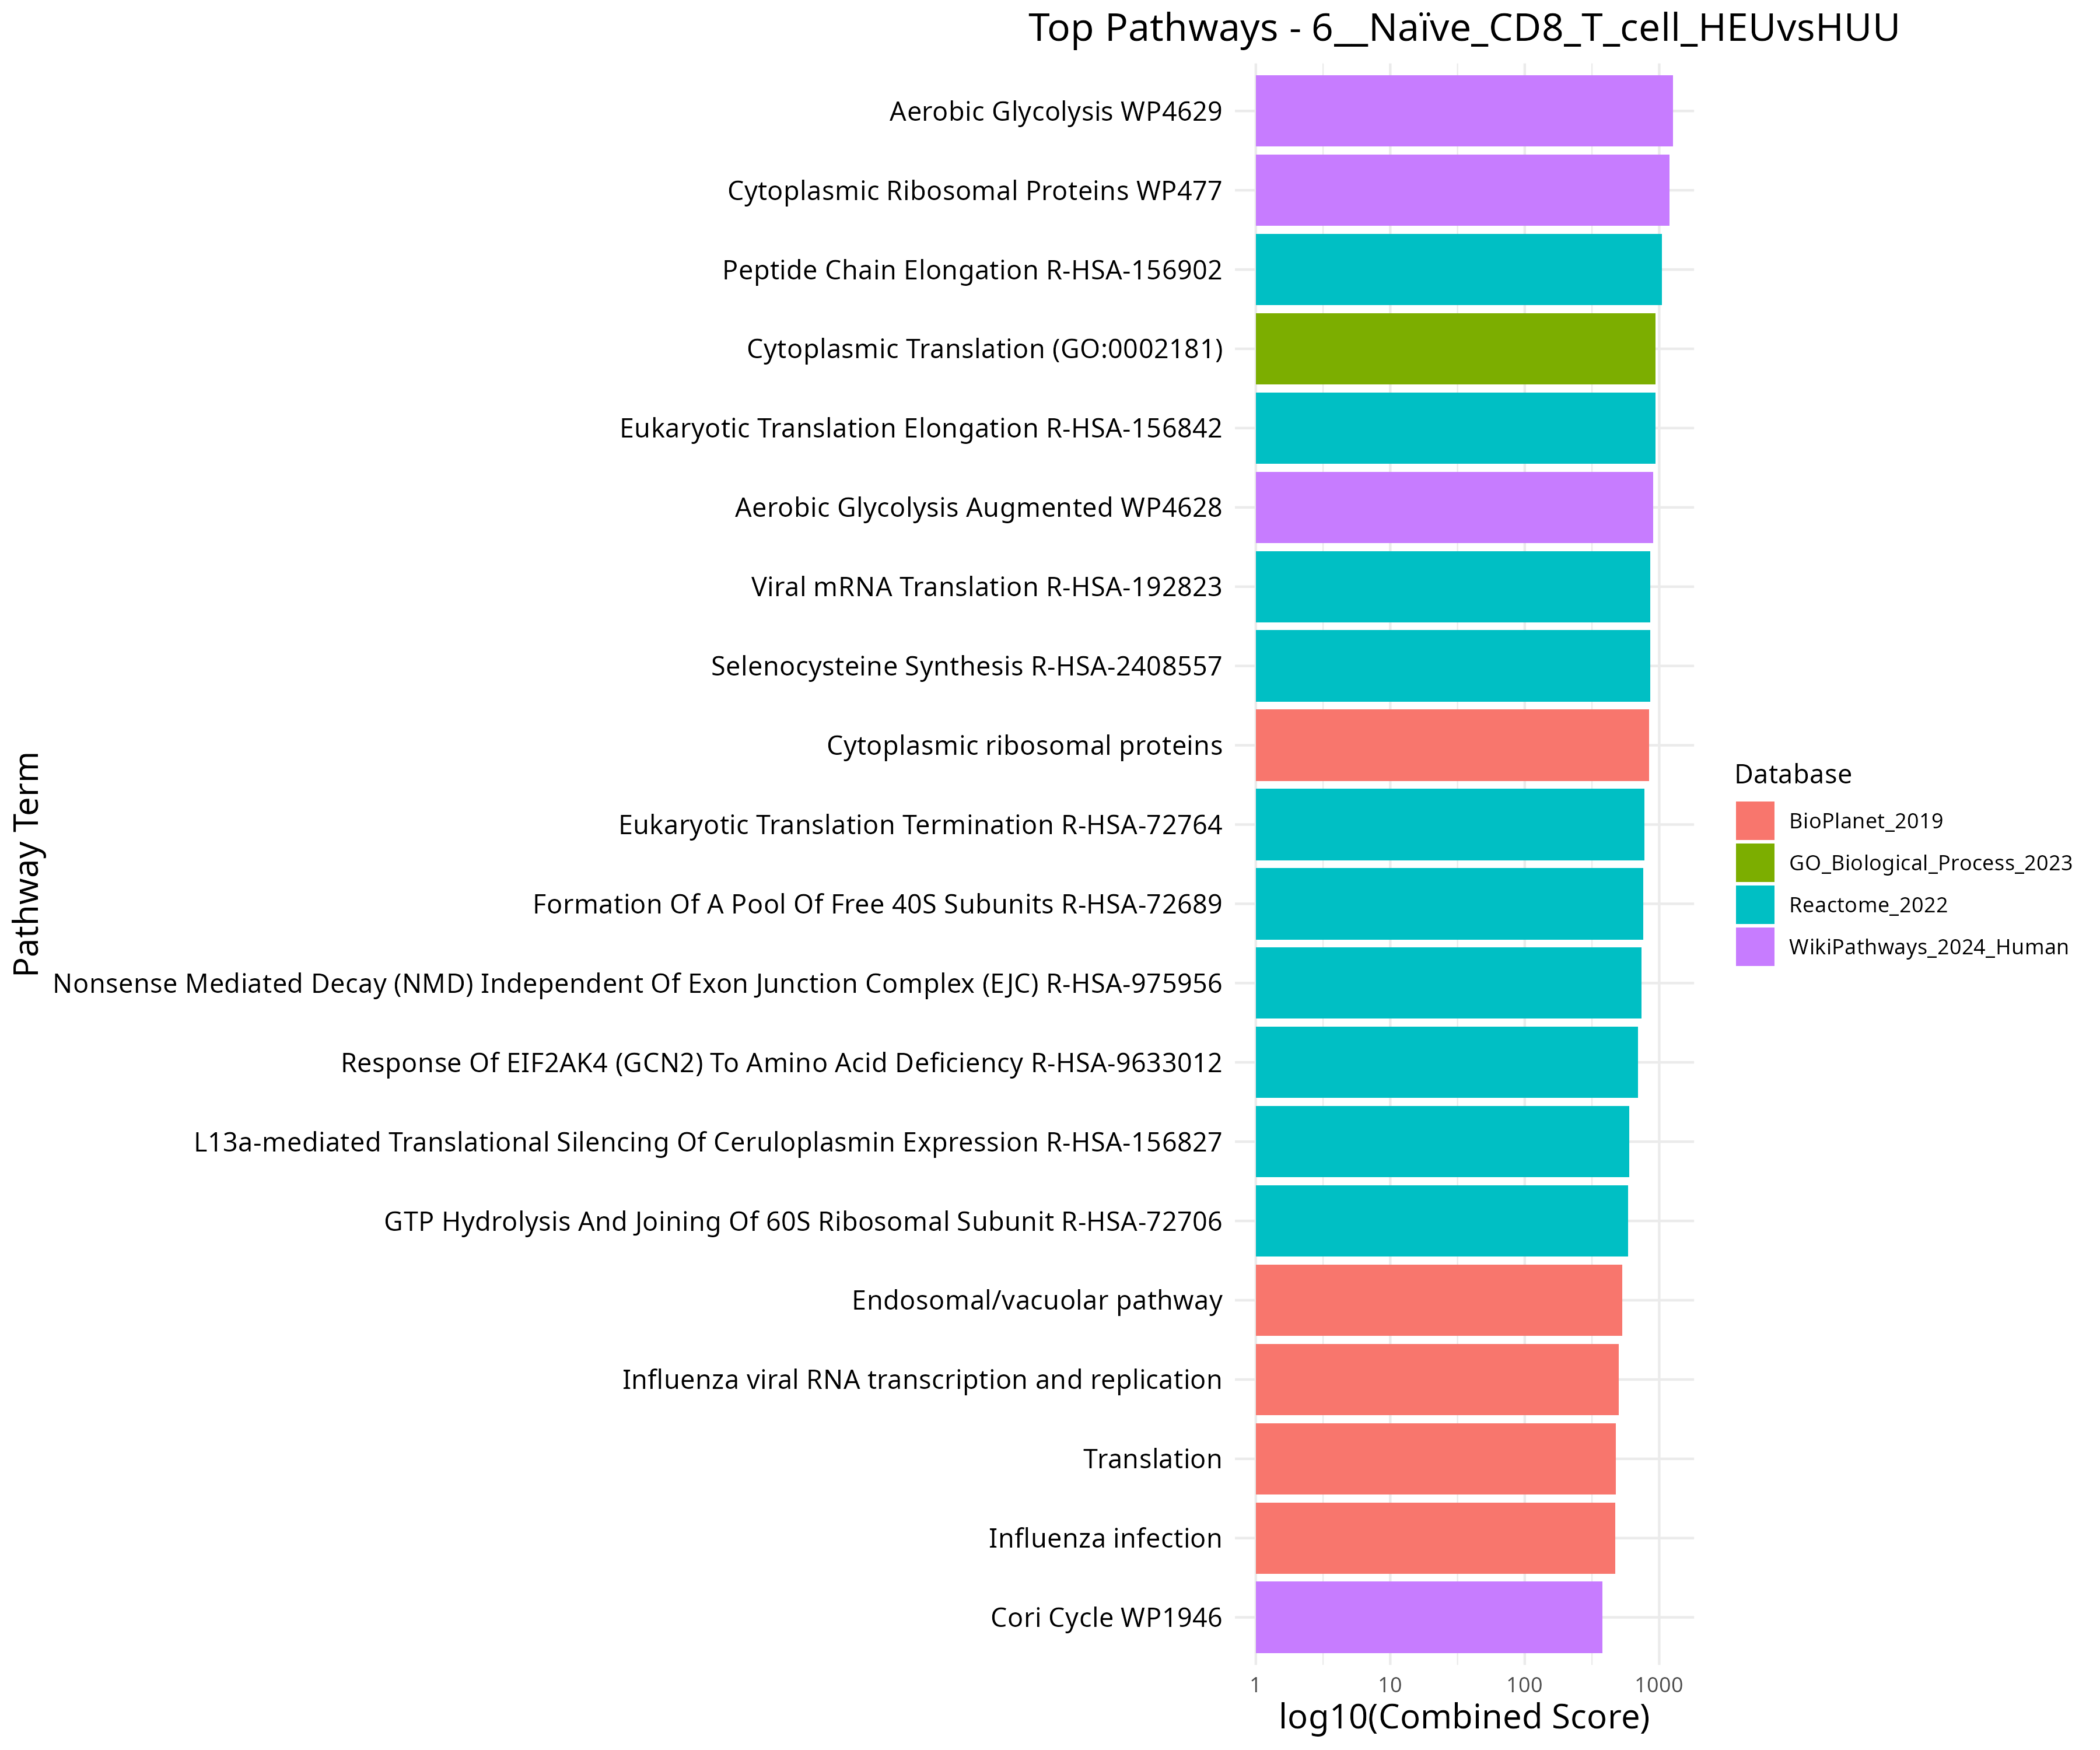 Top Pathways - 6__Naïve_CD8_T_cell_HEUvsHUU
Pathway Term
Aerobic Glycolysis WP4629
Cytoplasmic Ribosomal Proteins WP477
Peptide Chain Elongation R-HSA-156902
Cytoplasmic Translation (GO:0002181)
Eukaryotic Translation Elongation R-HSA-156842
Aerobic Glycolysis Augmented WP4628
Viral mRNA Translation R-HSA-192823
Selenocysteine Synthesis R-HSA-2408557
Cytoplasmic ribosomal proteins
Eukaryotic Translation Termination R-HSA-72764
Formation Of A Pool Of Free 40S Subunits R-HSA-72689
Nonsense Mediated Decay (NMD) Independent Of Exon Junction Complex (EJC) R-HSA-975956
Response Of EIF2AK4 (GCN2) To Amino Acid Deficiency R-HSA-9633012
L13a-mediated Translational Silencing Of Ceruloplasmin Expression R-HSA-156827
GTP Hydrolysis And Joining Of 60S Ribosomal Subunit R-HSA-72706
Endosomal/vacuolar pathway
Influenza viral RNA transcription and replication
Translation
Influenza infection
Cori Cycle WP1946
1 10 100 1000
log10(Combined Score)
Database
BioPlanet_2019
GO_Biological_Process_2023
Reactome_2022
WikiPathways_2024_Human